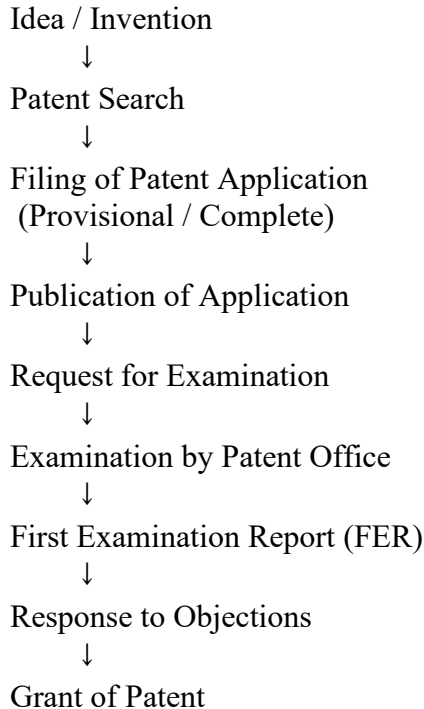 Idea / Invention
↓
Patent Search
↓
Filing of Patent Application
(Provisional / Complete)
↓
Publication of Application
↓
Request for Examination
↓
Examination by Patent Office
↓
First Examination Report (FER)
↓
Response to Objections
↓
Grant of Patent